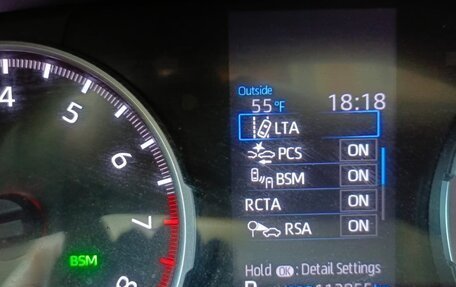 Outside
55°F 18:18
LTA
PCS ON
BSM ON
RCTA ON
RSA ON
Hold OK : Detail Settings
4
5
6
7
8
BSM